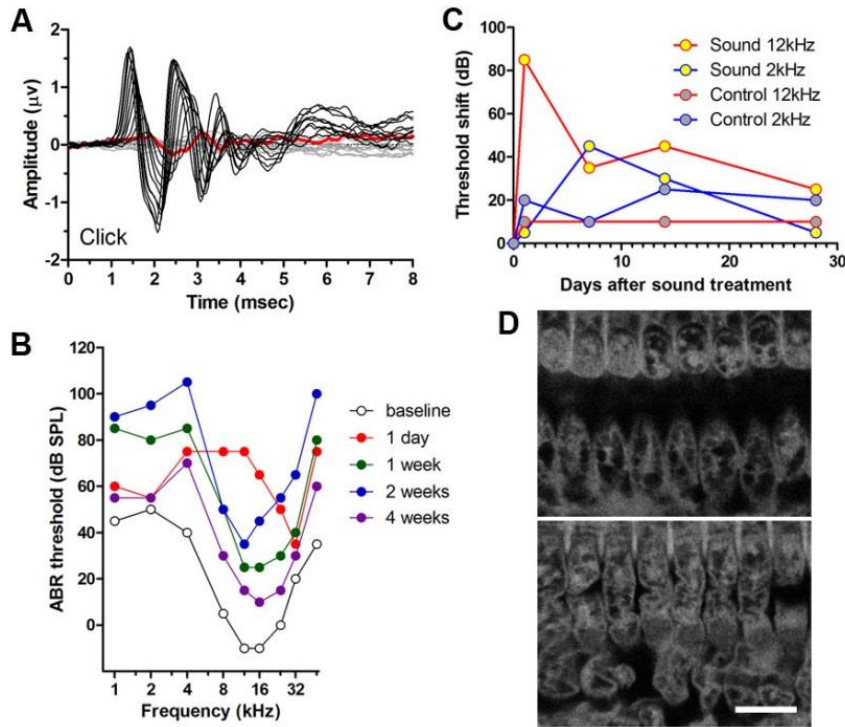 A
2
1
0
-1
-2
Amplitude (μv)
Click
0 1 2 3 4 5 6 7 8
Time (msec)
B
120
100
80
60
40
20
0
ABR threshold (dB SPL)
1 2 4 8 16 32
Frequency (kHz)
baseline
1 day
1 week
2 weeks
4 weeks
C
100
80
60
40
20
0
Threshold shift (dB)
0 10 20 30
Days after sound treatment
Sound 12kHz
Sound 2kHz
Control 12kHz
Control 2kHz
D